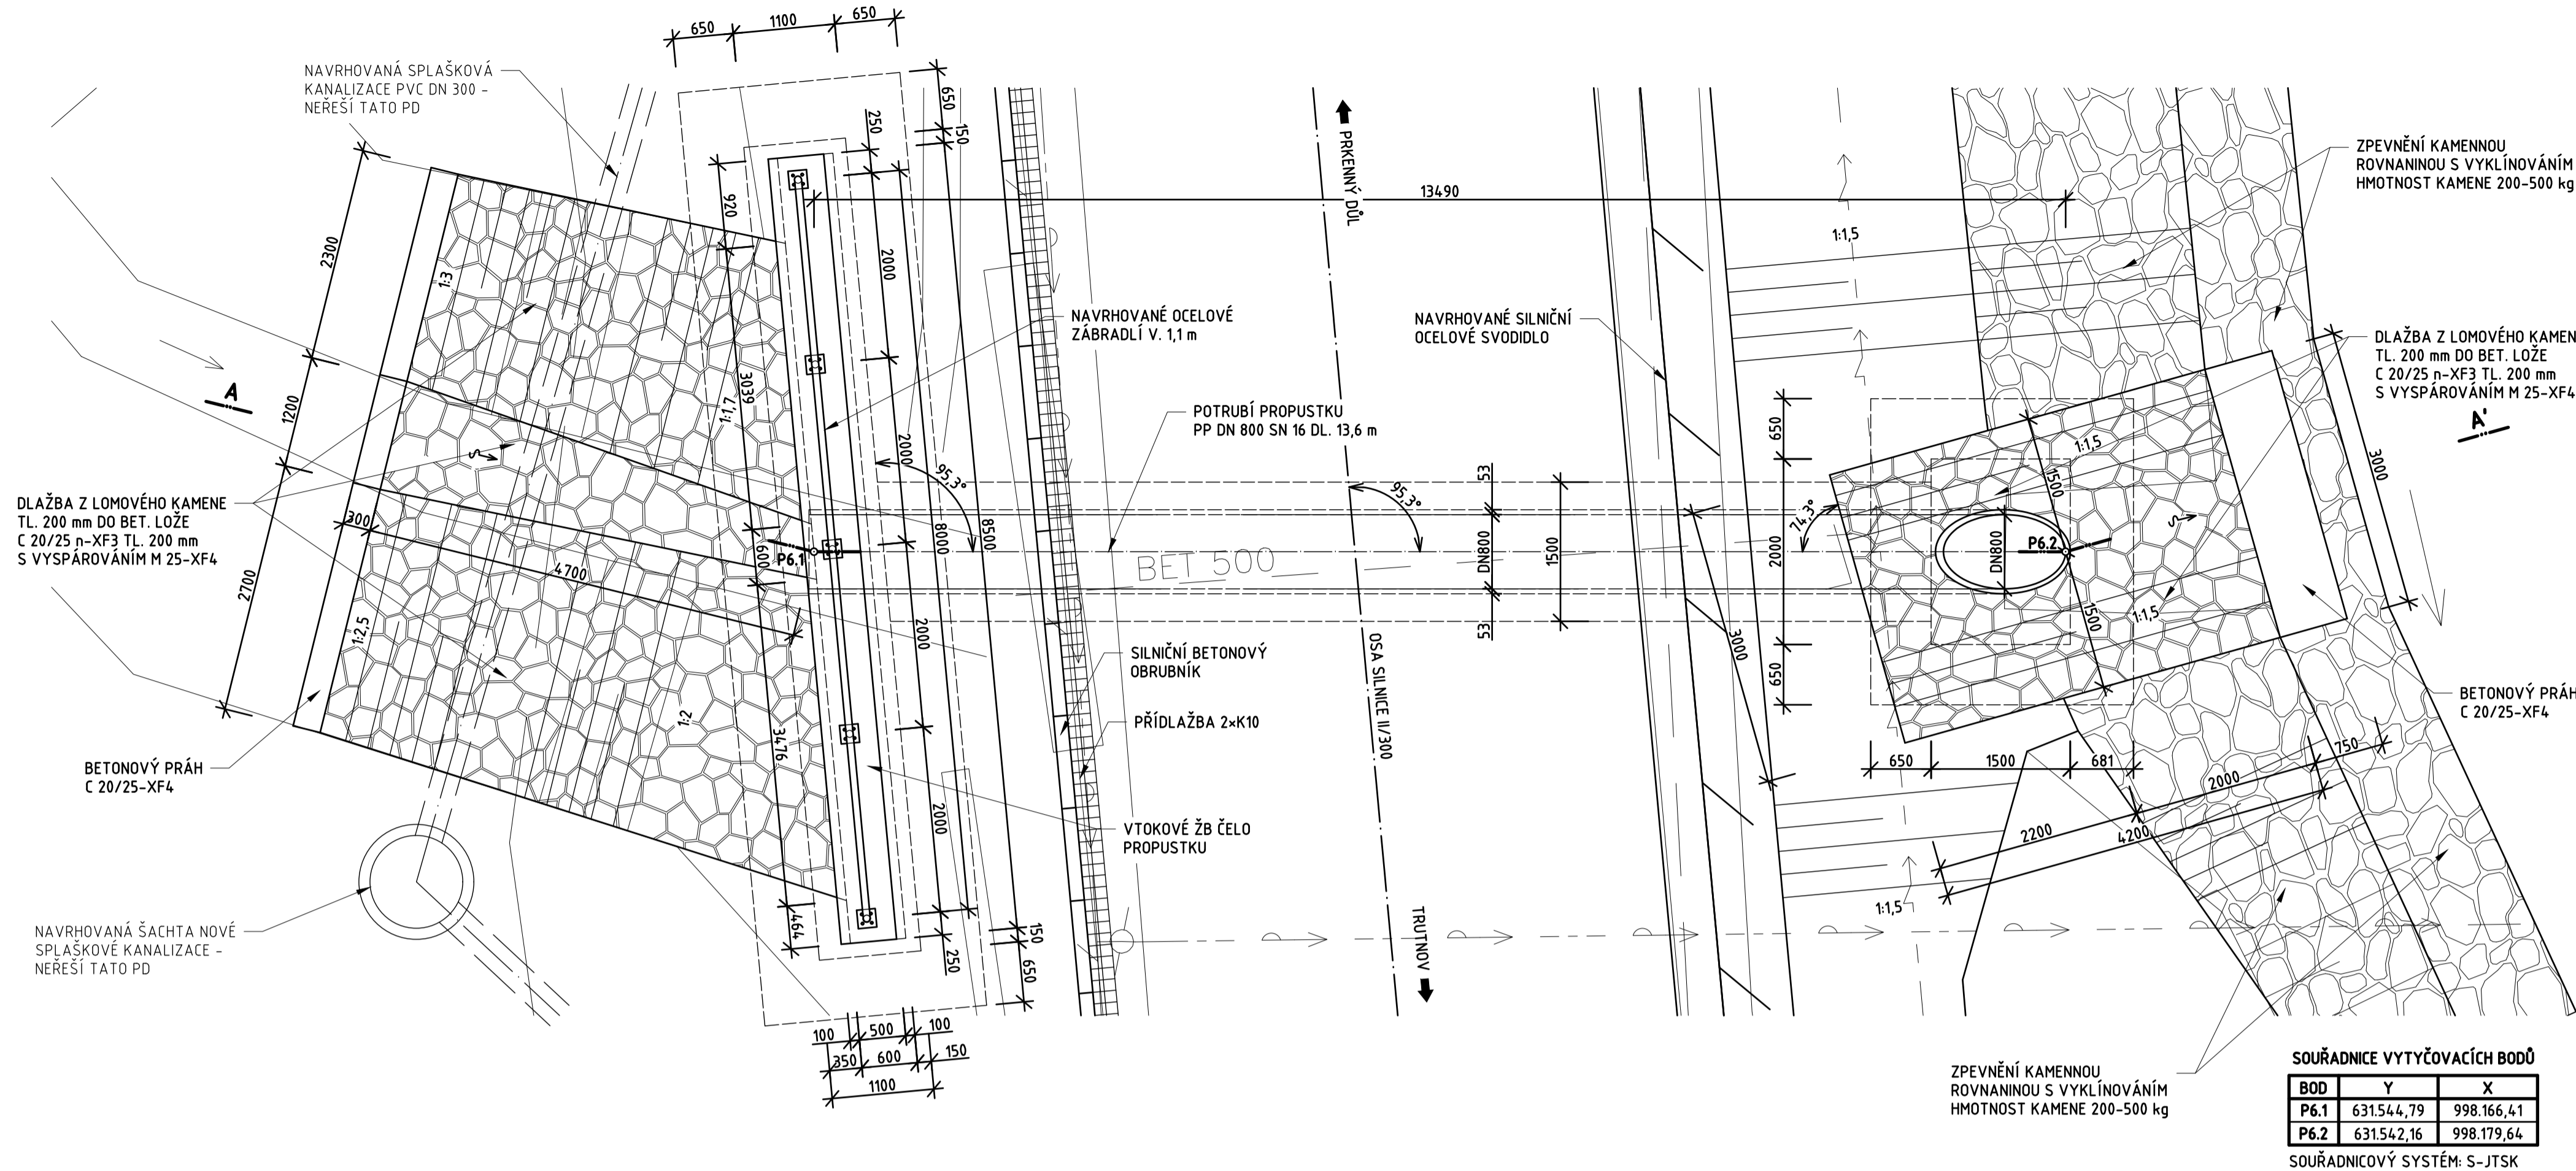 650
1100
650
NAVRHOVANÁ SPLAŠKOVÁ
KANALIZACE PVC DN 300 -
NEŘEŠÍ TATO PD
650
150
250
PRKENNÝ DŮL
ZPEVNĚNÍ KAMENNOU
ROVNANINOU S VYKLÍNOVÁNÍM
HMOTNOST KAMENE 200-500 kg
920
13490
2300
2000
1:1,5
1:3
NAVRHOVANÉ OCELOVÉ
ZÁBRADLÍ V. 1,1 m
NAVRHOVANÉ SILNIČNÍ
OCELOVÉ SVODIDLO
DLAŽBA Z LOMOVÉHO KAMEN
TL. 200 mm DO BET. LOŽE
C 20/25 n-XF3 TL. 200 mm
S VYSPÁROVÁNÍM M 25-XF4
A
A'
3039
1:1,7
1200
POTRUBÍ PROPUSTKU
PP DN 800 SN 16 DL. 13,6 m
650
1:1,5
3000
2000
95,3°
95,3°
53
1500
DLAŽBA Z LOMOVÉHO KAMENE
TL. 200 mm DO BET. LOŽE
C 20/25 n-XF3 TL. 200 mm
S VYSPÁROVÁNÍM M 25-XF4
300
74,3°
8000
8500
600
P6.1
4700
BET 500
DN800
1500
2000
DN800
P6.2
2700
1:2,5
2000
53
3000
1500
1:1,5
OSA SILNICE II/300
SILNIČNÍ BETONOVÝ
OBRUBNÍK
650
BETONOVÝ PRÁH
C 20/25-XF4
1:2
PŘÍDLAŽBA 2×K10
3476
BETONOVÝ PRÁH
C 20/25-XF4
650
1500
681
750
2000
2000
2200
4200
VTOKOVÉ ŽB ČELO
PROPUSTKU
1:1,5
NAVRHOVANÁ ŠACHTA NOVÉ
SPLAŠKOVÉ KANALIZACE -
NEŘEŠÍ TATO PD
464
150
250
650
TRUTNOV
100
500
100
350
600
150
1100
ZPEVNĚNÍ KAMENNOU
ROVNANINOU S VYKLÍNOVÁNÍM
HMOTNOST KAMENE 200-500 kg
SOUŘADNICE VYTYČOVACÍCH BODŮ
BOD Y X
P6.1 631.544,79 998.166,41
P6.2 631.542,16 998.179,64
SOUŘADNICOVÝ SYSTÉM: S-JTSK